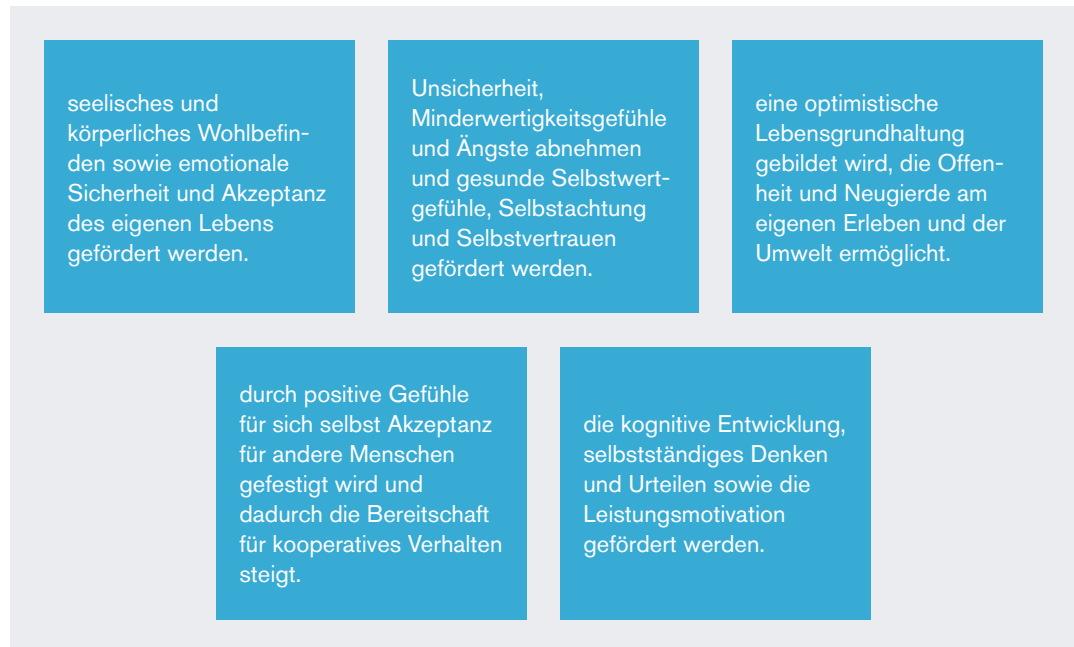 seelisches und
körperliches Wohlbefin-
den sowie emotionale
Sicherheit und Akzeptanz
des eigenen Lebens
gefördert werden.
Unsicherheit,
Minderwertigkeitsgefühle
und Ängste abnehmen
und gesunde Selbstwert-
gefühle, Selbstachtung
und Selbstvertrauen
gefördert werden.
eine optimistische
Lebensgrundhaltung
gebildet wird, die Offen-
heit und Neugierde am
eigenen Erleben und der
Umwelt ermöglicht.
durch positive Gefühle
für sich selbst Akzeptanz
für andere Menschen
gefestigt wird und
dadurch die Bereitschaft
für kooperatives Verhalten
steigt.
die kognitive Entwicklung,
selbstständiges Denken
und Urteilen sowie die
Leistungsmotivation
gefördert werden.